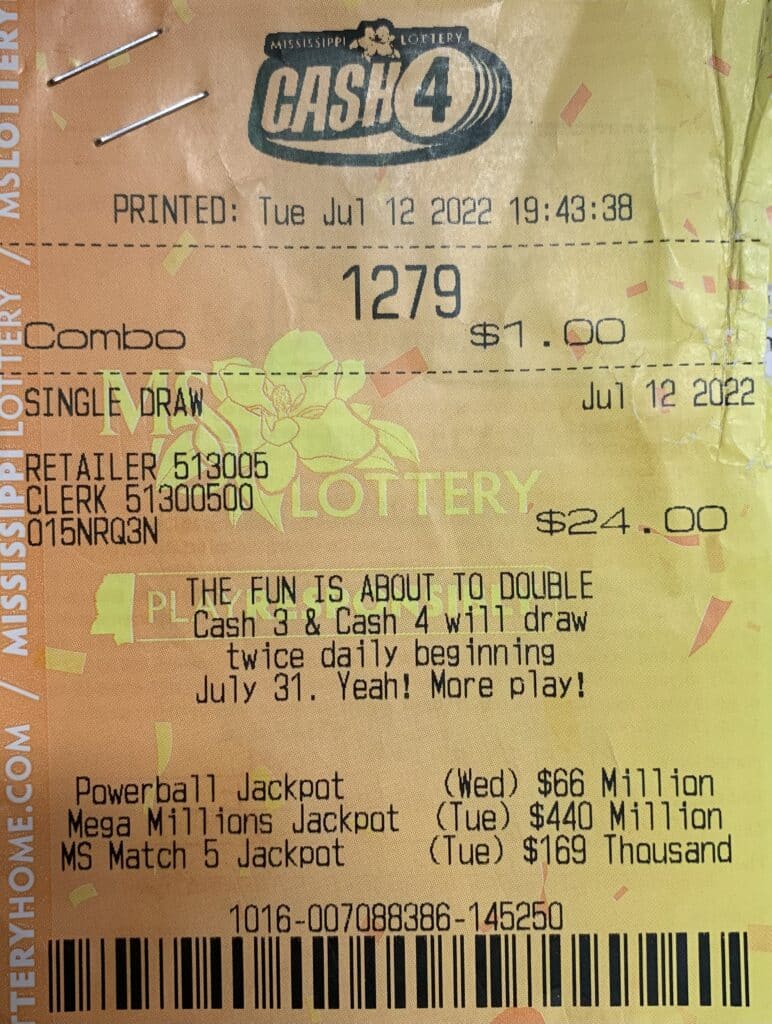 MISSISSIPPI LOTTERY
CASH 4
PRINTED: Tue Jul 12 2022 19:43:38
1279
Combo $1.00
SINGLE DRAW Jul 12 2022
RETAILER 513005
CLERK 51300500
015NRQ3N $24.00
MS LOTTERY
PLAY RESPONSIBLY
THE FUN IS ABOUT TO DOUBLE
Cash 3 & Cash 4 will draw
twice daily beginning
July 31. Yeah! More play!
Powerball Jackpot (Wed) $66 Million
Mega Millions Jackpot (Tue) $440 Million
MS Match 5 Jackpot (Tue) $169 Thousand
1016-007088386-145250
TTERYHOME.COM / MISSISSIPPI LOTTERY / MSLOTTERY